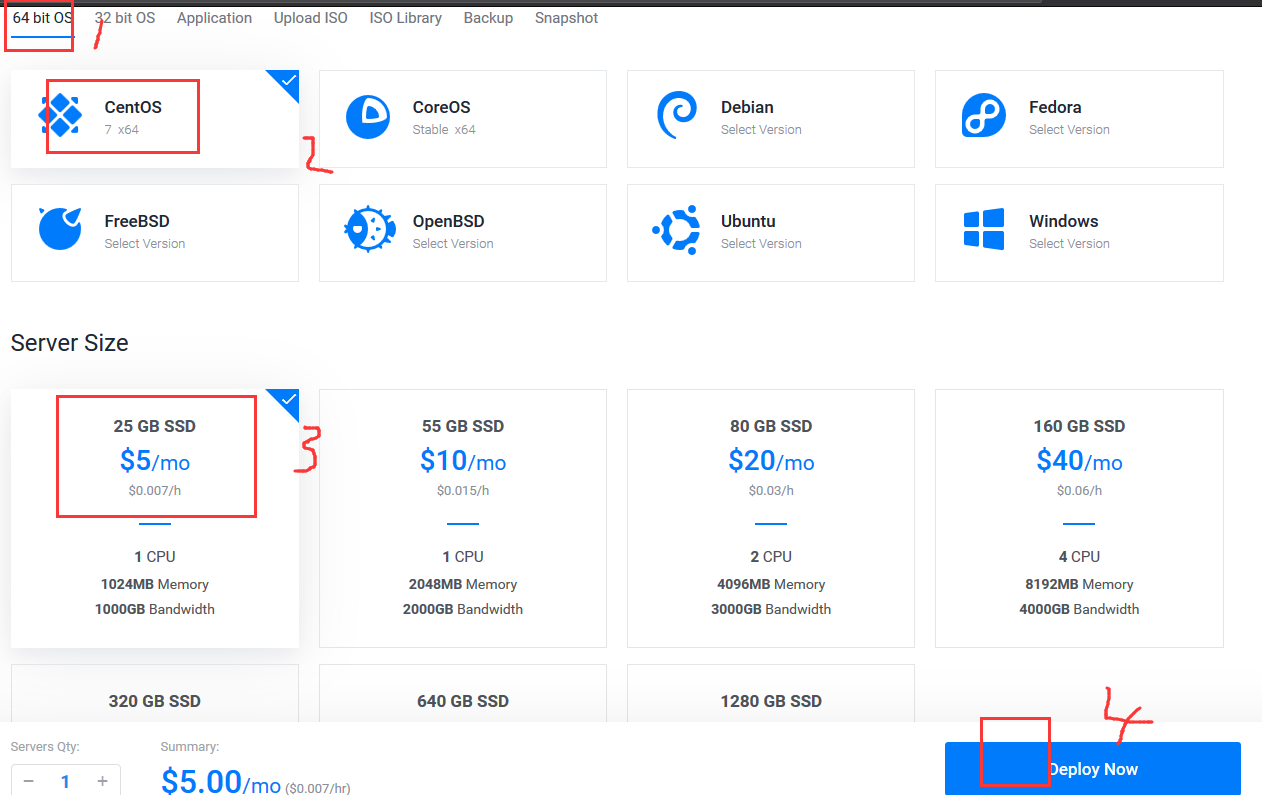 64 bit OS 32 bit OS Application Upload ISO ISO Library Backup Snapshot
1
CentOS
7 x64
CoreOS
Stable x64
Debian
Select Version
Fedora
Select Version
2
FreeBSD
Select Version
OpenBSD
Select Version
Ubuntu
Select Version
Windows
Select Version
Server Size
25 GB SSD
$5/mo
$0.007/h
1 CPU
1024MB Memory
1000GB Bandwidth
3
55 GB SSD
$10/mo
$0.015/h
1 CPU
2048MB Memory
2000GB Bandwidth
80 GB SSD
$20/mo
$0.03/h
2 CPU
4096MB Memory
3000GB Bandwidth
160 GB SSD
$40/mo
$0.06/h
4 CPU
8192MB Memory
4000GB Bandwidth
320 GB SSD
640 GB SSD
1280 GB SSD
4
Servers Qty:
− 1 +
Summary:
$5.00/mo ($0.007/hr)
Deploy Now